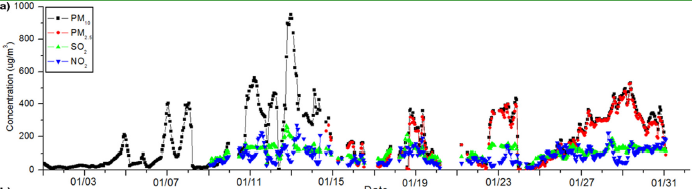 a)
1000
800
600
400
200
0
Concentration (ug/m³)
PM₁₀
PM₂.₅
SO₂
NO₂
01/03 01/07 01/11 01/15 01/19 01/23 01/27 01/31